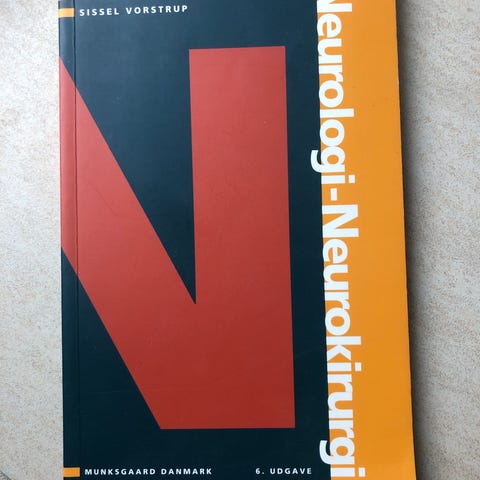 SISSEL VORSTRUP
Neurologi-Neurokirurgi
MUNKSGAARD DANMARK 6. UDGAVE